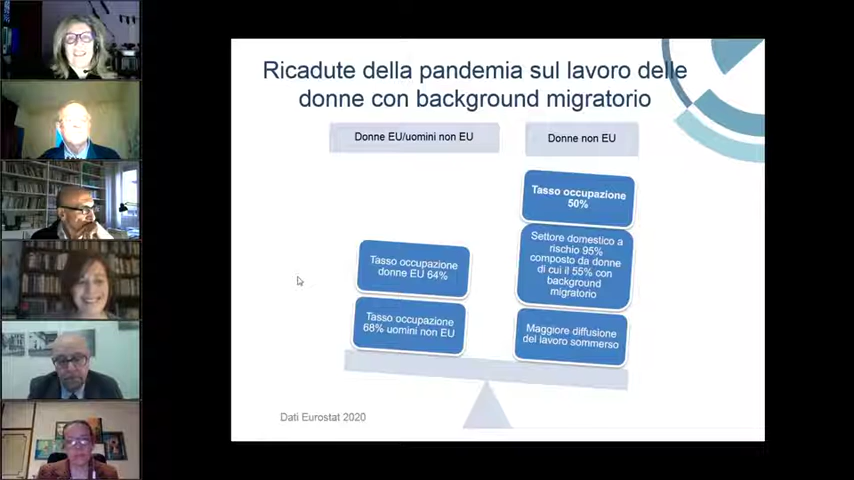 Ricadute della pandemia sul lavoro delle
donne con background migratorio
Donne EU/uomini non EU
Donne non EU
Tasso occupazione
donne EU 64%
Tasso occupazione
68% uomini non EU
Tasso occupazione
50%
Settore domestico a
rischio 95%
composto da donne
di cui il 55% con
background
migratorio
Maggiore diffusione
del lavoro sommerso
Dati Eurostat 2020